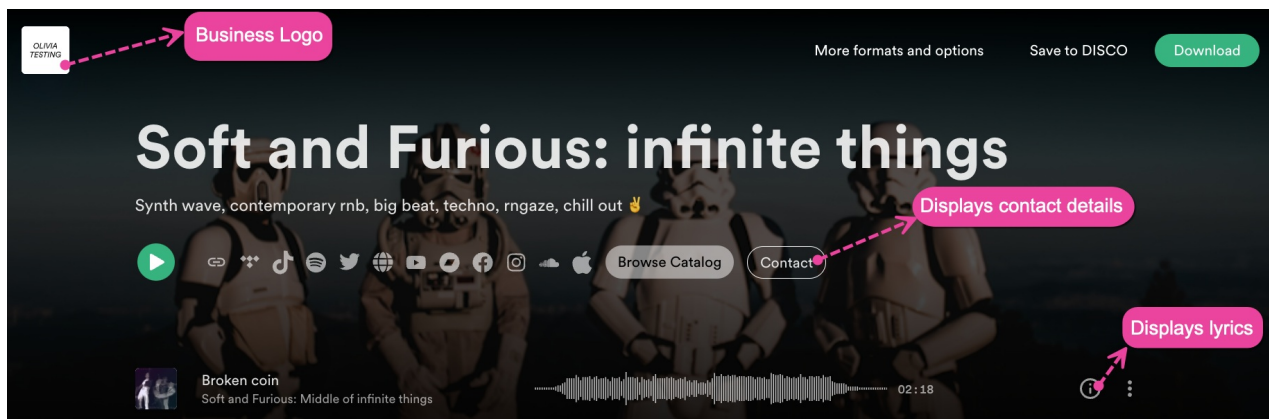 OLIVIA
TESTING
Business Logo
More formats and options
Save to DISCO
Download
Soft and Furious: infinite things
Synth wave, contemporary rnb, big beat, techno, rngaze, chill out ✌️
Displays contact details
Browse Catalog
Contact
Displays lyrics
Broken coin
Soft and Furious: Middle of infinite things
02:18